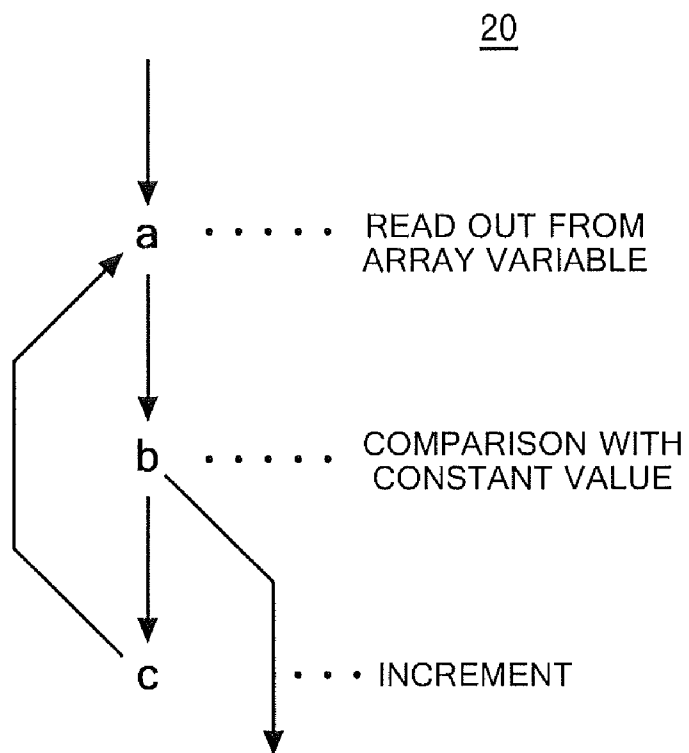 20
a ····· READ OUT FROM
ARRAY VARIABLE
b ····· COMPARISON WITH
CONSTANT VALUE
c ··· INCREMENT